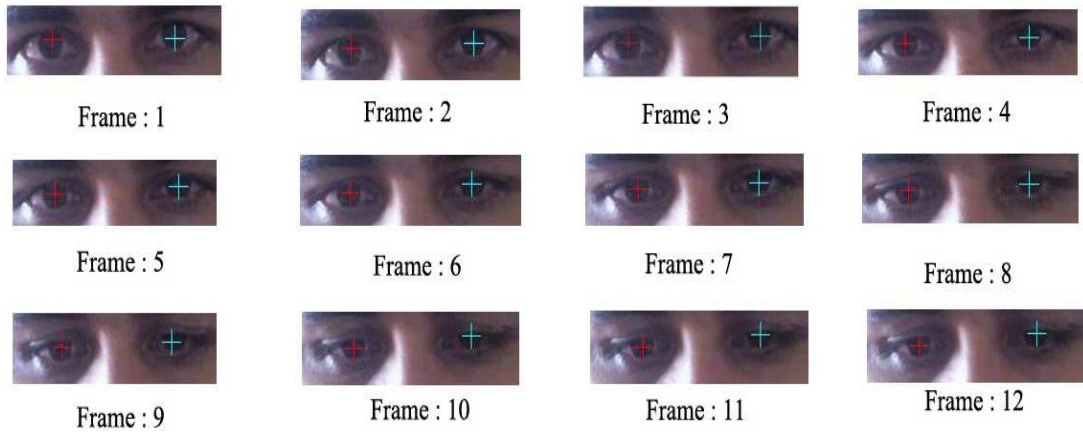 Frame : 1
Frame : 2
Frame : 3
Frame : 4
Frame : 5
Frame : 6
Frame : 7
Frame : 8
Frame : 9
Frame : 10
Frame : 11
Frame : 12